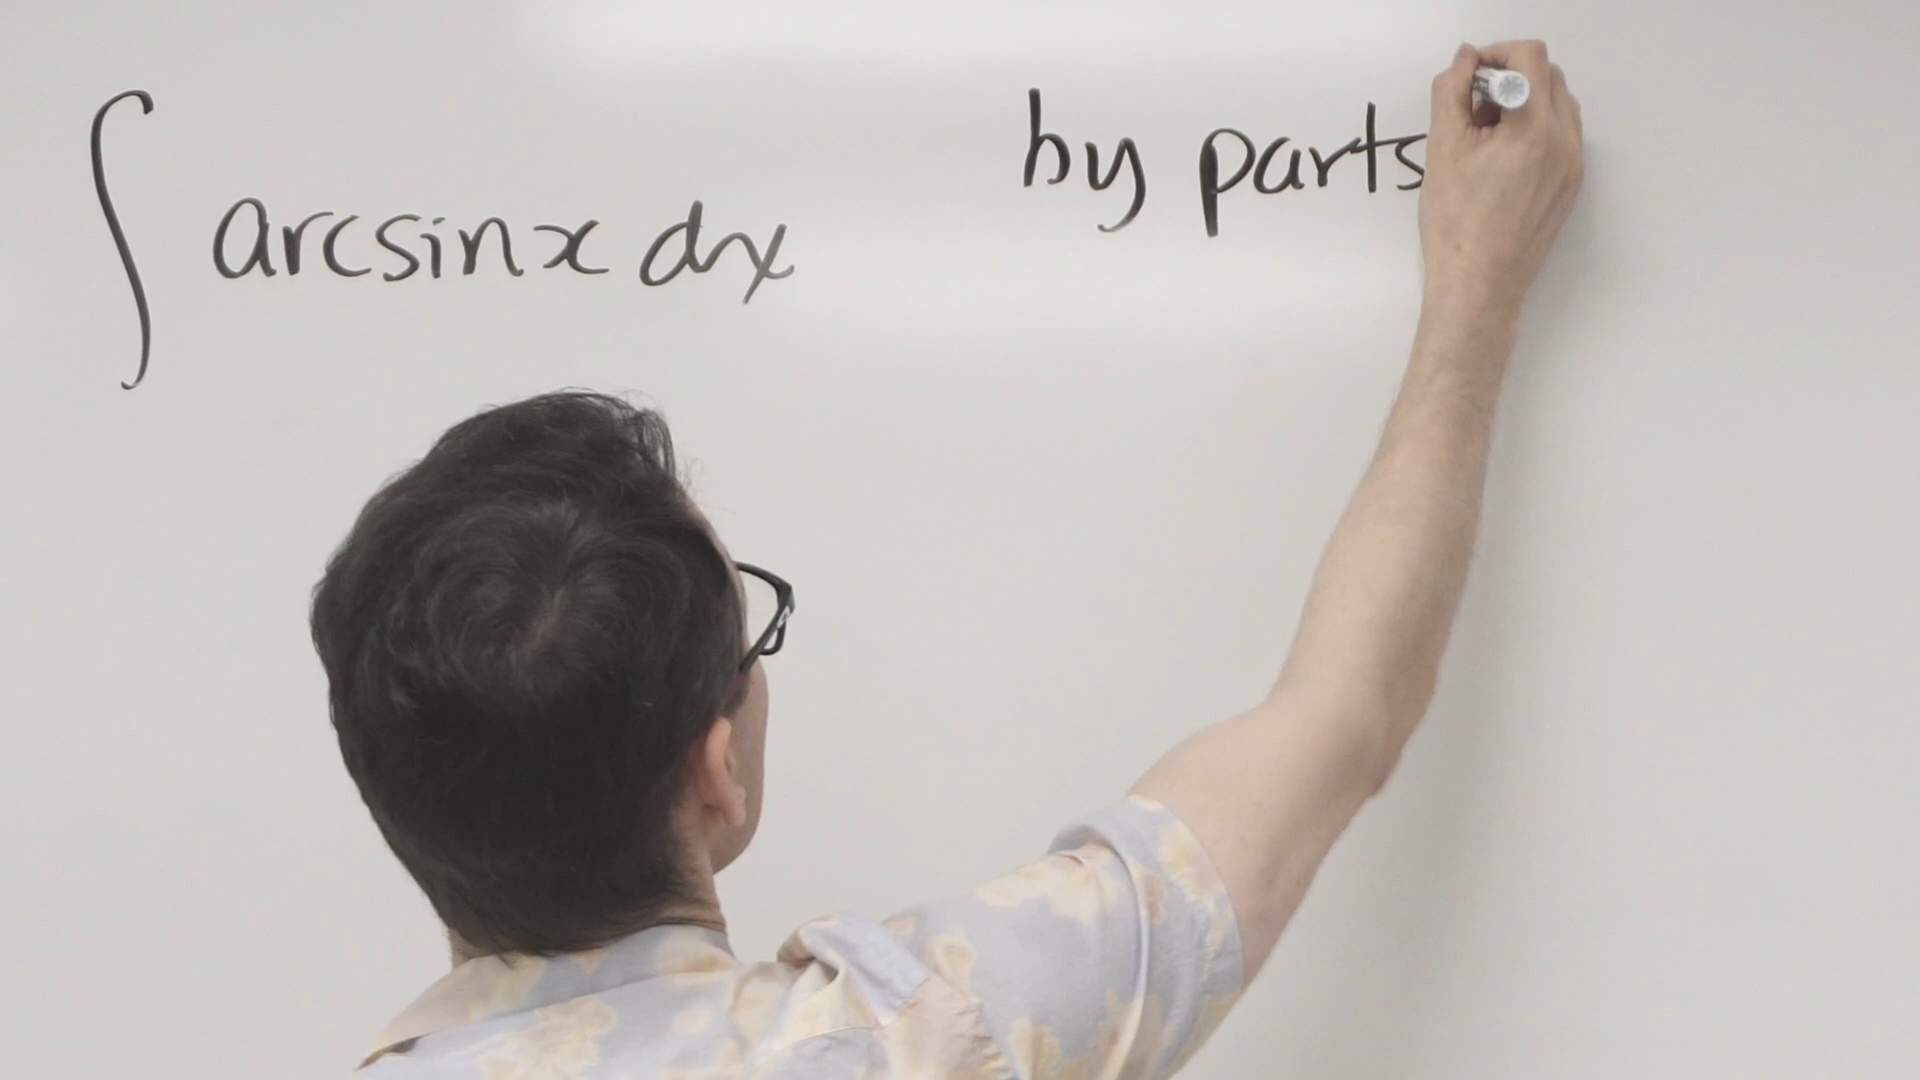 ∫ arcsinx dx
by parts